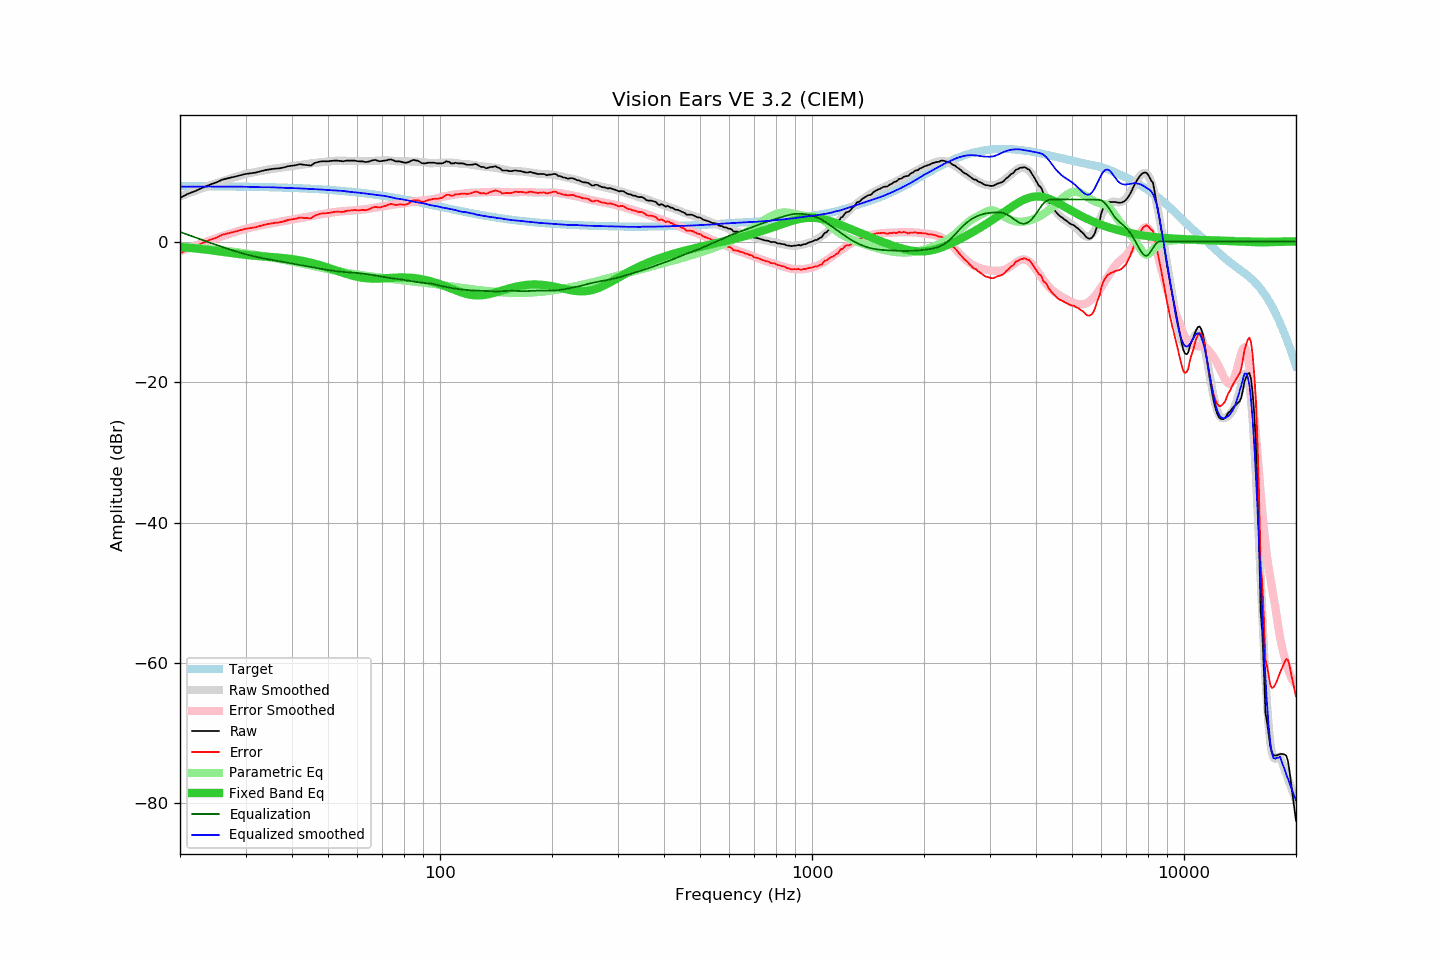 Vision Ears VE 3.2 (CIEM)
Amplitude (dBr)
0
−20
−40
−60
−80
Target
Raw Smoothed
Error Smoothed
Raw
Error
Parametric Eq
Fixed Band Eq
Equalization
Equalized smoothed
100 1000 10000
Frequency (Hz)